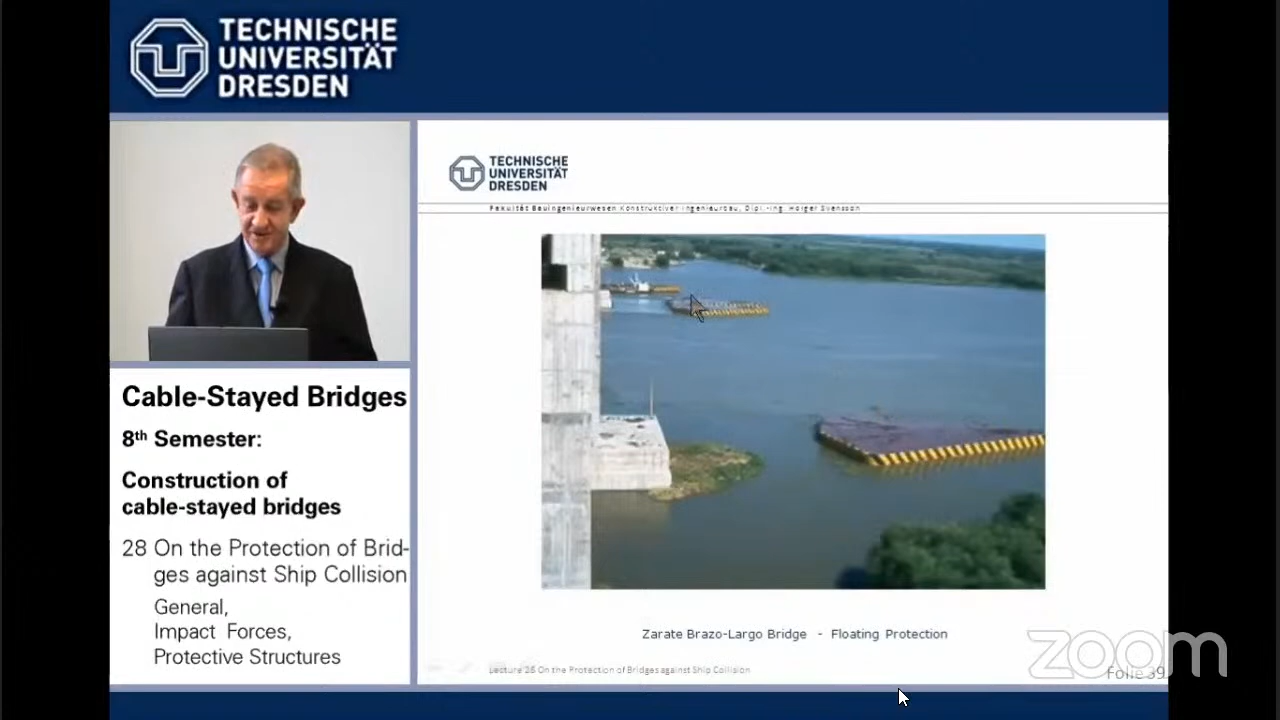 TECHNISCHE
UNIVERSITÄT
DRESDEN
TECHNISCHE
UNIVERSITÄT
DRESDEN
Fakultät Bauingenieurwesen Konstruktiver Ingenieurbau, Dipl.-Ing. Holger Svensson
Cable-Stayed Bridges
8th Semester:
Construction of
cable-stayed bridges
28 On the Protection of Brid-
ges against Ship Collision
General,
Impact Forces,
Protective Structures
Zarate Brazo-Largo Bridge - Floating Protection
Lecture 28 On the Protection of Bridges against Ship Collision
Folie 39
zoom